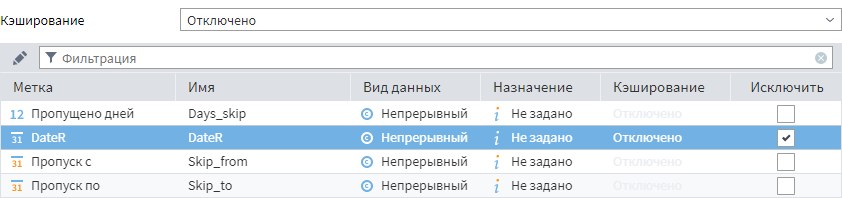 Кэширование Отключено
Фильтрация
Метка Имя Вид данных Назначение Кэширование Исключить
12 Пропущено дней Days_skip Непрерывный Не задано Отключено
31 DateR DateR Непрерывный Не задано Отключено
31 Пропуск с Skip_from Непрерывный Не задано Отключено
31 Пропуск по Skip_to Непрерывный Не задано Отключено